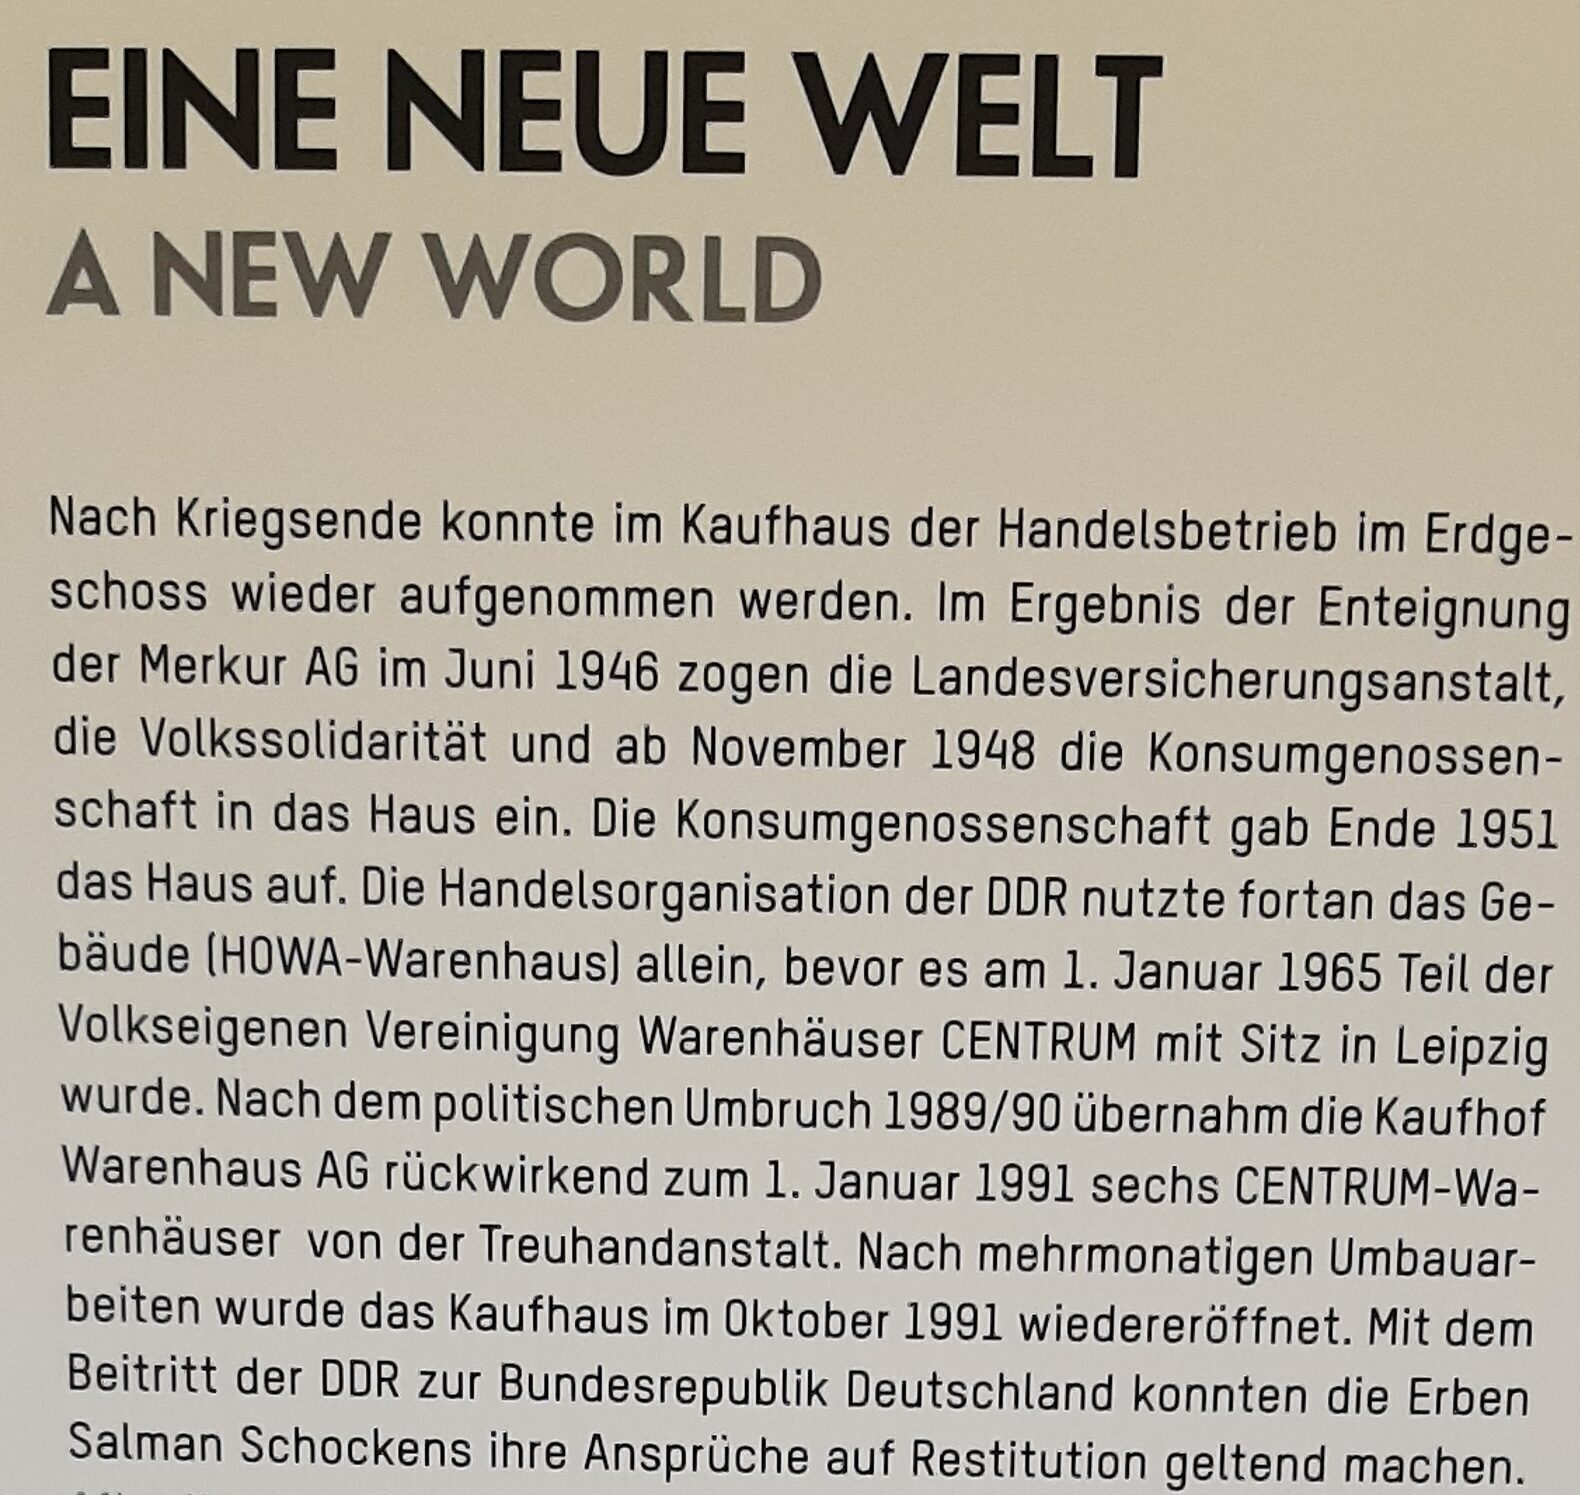 EINE NEUE WELT
A NEW WORLD
Nach Kriegsende konnte im Kaufhaus der Handelsbetrieb im Erdge-
schoss wieder aufgenommen werden. Im Ergebnis der Enteignung
der Merkur AG im Juni 1946 zogen die Landesversicherungsanstalt,
die Volkssolidarität und ab November 1948 die Konsumgenossen-
schaft in das Haus ein. Die Konsumgenossenschaft gab Ende 1951
das Haus auf. Die Handelsorganisation der DDR nutzte fortan das Ge-
bäude (HOWA-Warenhaus) allein, bevor es am 1. Januar 1965 Teil der
Volkseigenen Vereinigung Warenhäuser CENTRUM mit Sitz in Leipzig
wurde. Nach dem politischen Umbruch 1989/90 übernahm die Kaufhof
Warenhaus AG rückwirkend zum 1. Januar 1991 sechs CENTRUM-Wa-
renhäuser von der Treuhandanstalt. Nach mehrmonatigen Umbauar-
beiten wurde das Kaufhaus im Oktober 1991 wiedereröffnet. Mit dem
Beitritt der DDR zur Bundesrepublik Deutschland konnten die Erben
Salman Schockens ihre Ansprüche auf Restitution geltend machen.